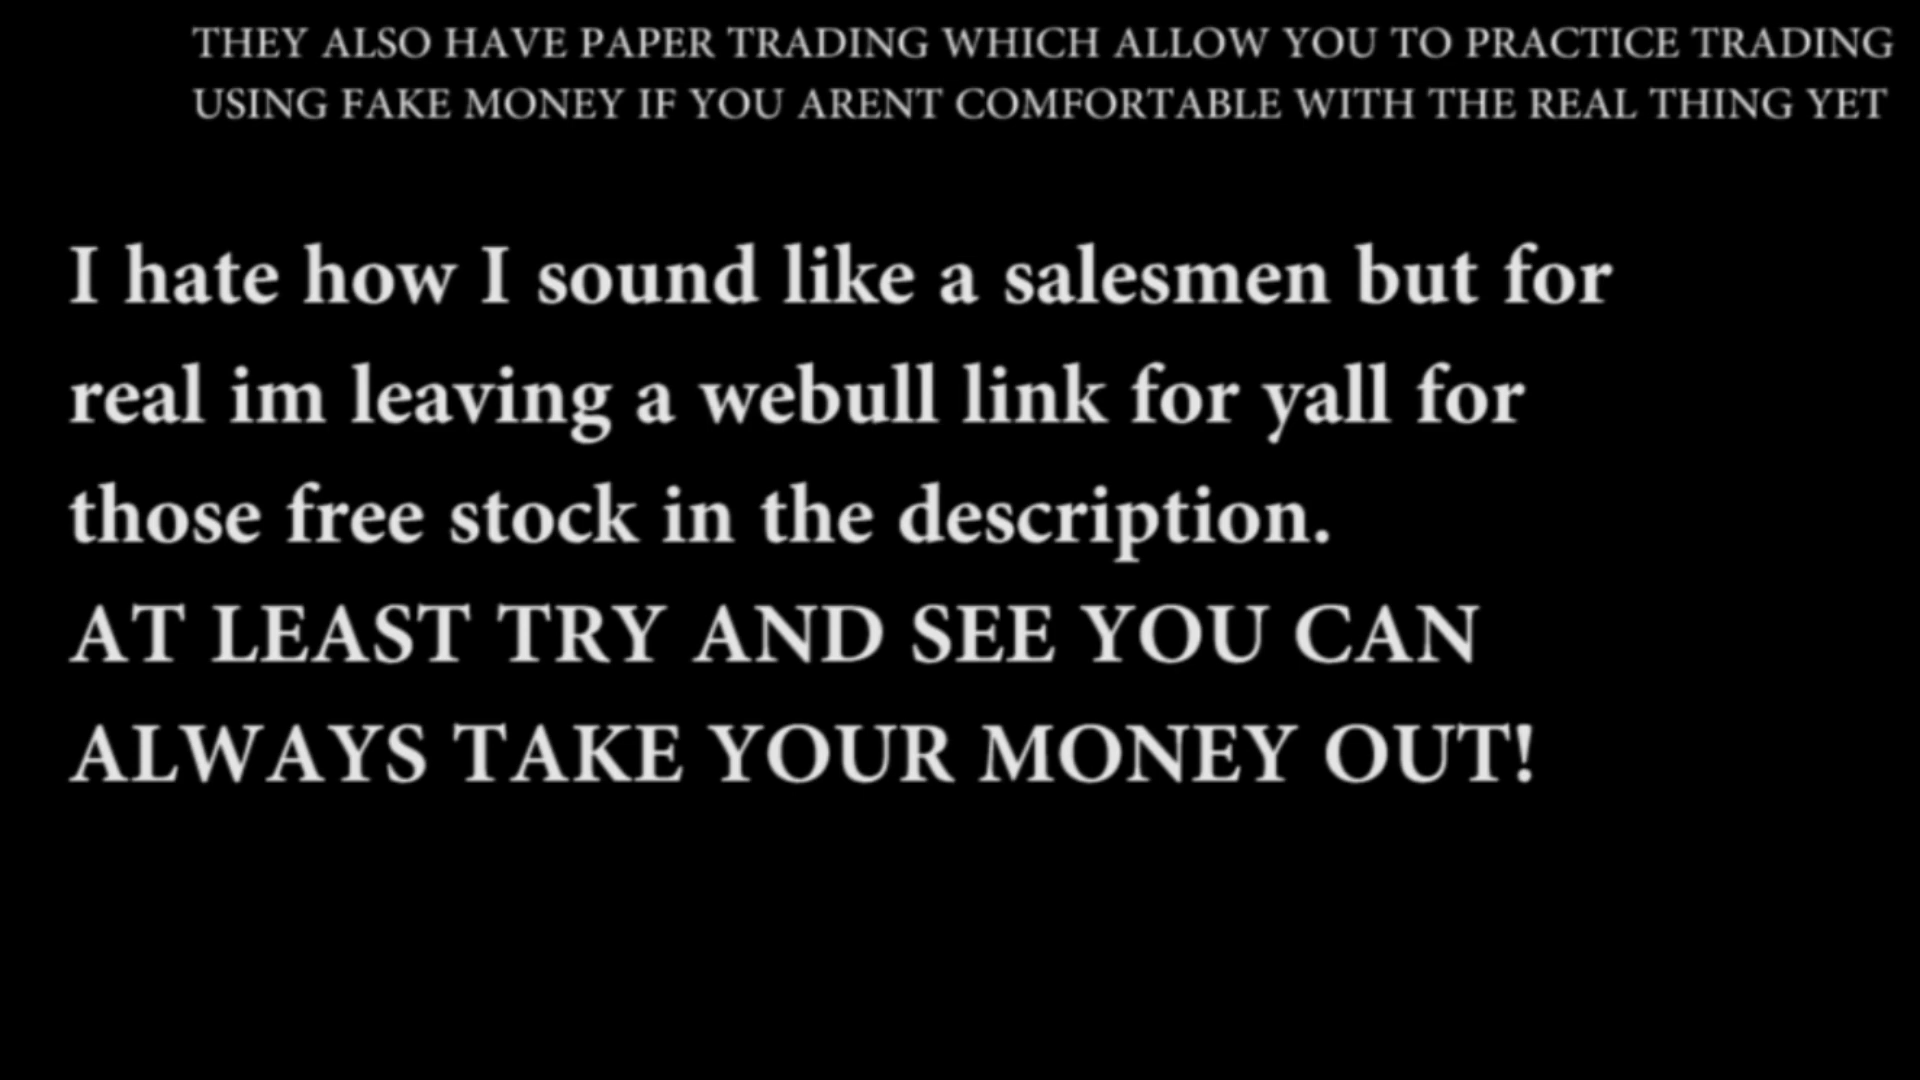 THEY ALSO HAVE PAPER TRADING WHICH ALLOW YOU TO PRACTICE TRADING
USING FAKE MONEY IF YOU ARENT COMFORTABLE WITH THE REAL THING YET
I hate how I sound like a salesmen but for
real im leaving a webull link for yall for
those free stock in the description.
AT LEAST TRY AND SEE YOU CAN
ALWAYS TAKE YOUR MONEY OUT!